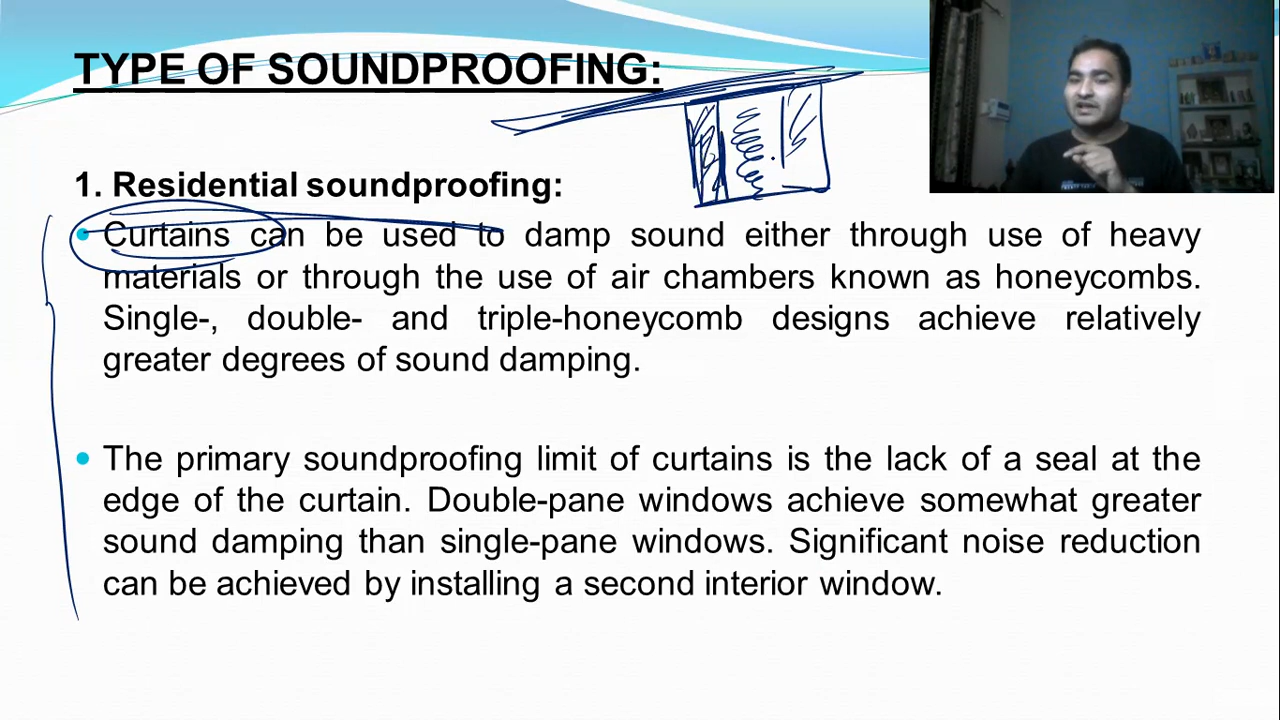 TYPE OF SOUNDPROOFING:
1. Residential soundproofing:
Curtains can be used to damp sound either through use of heavy
materials or through the use of air chambers known as honeycombs.
Single-, double- and triple-honeycomb designs achieve relatively
greater degrees of sound damping.
The primary soundproofing limit of curtains is the lack of a seal at the
edge of the curtain. Double-pane windows achieve somewhat greater
sound damping than single-pane windows. Significant noise reduction
can be achieved by installing a second interior window.